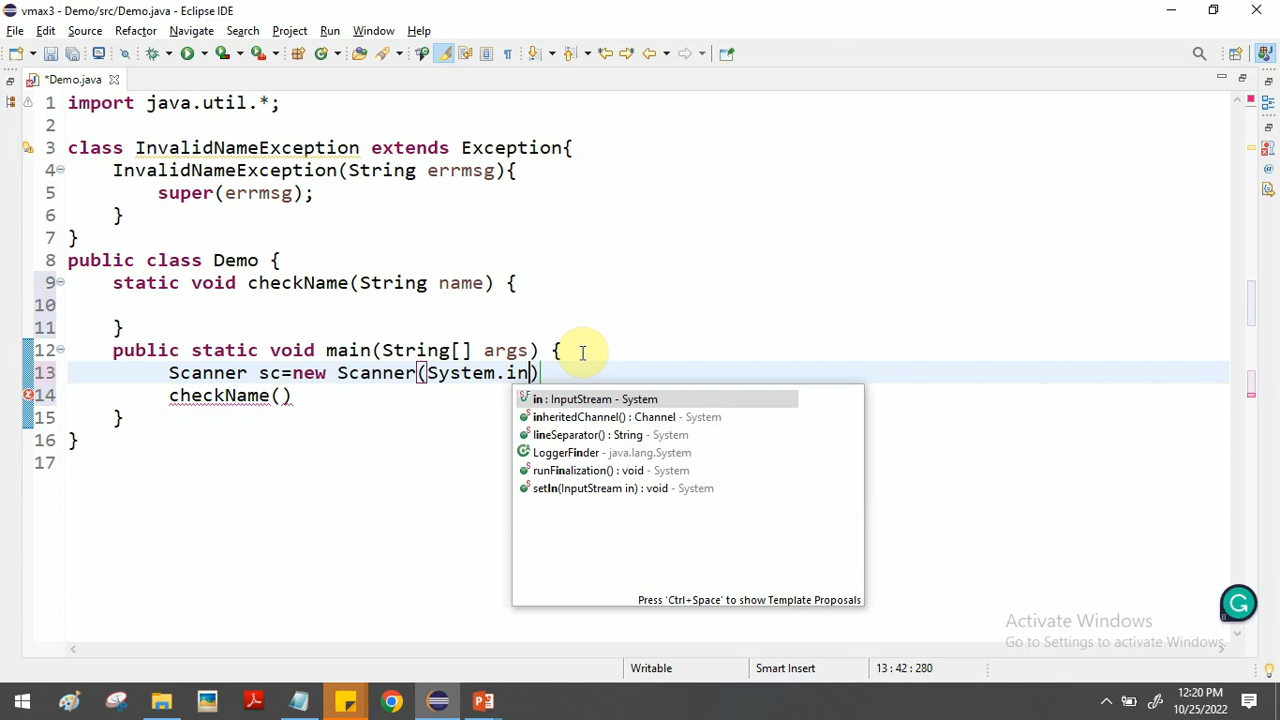 vmax3 - Demo/src/Demo.java - Eclipse IDE
File Edit Source Refactor Navigate Search Project Run Window Help
*Demo.java
1 import java.util.*;
2
3 class InvalidNameException extends Exception{
4 InvalidNameException(String errmsg){
5 super(errmsg);
6 }
7 }
8 public class Demo {
9 static void checkName(String name) {
10
11 }
12 public static void main(String[] args) {
13 Scanner sc=new Scanner(System.in)
14 checkName()
15 }
16 }
17
in : InputStream - System
inheritedChannel() : Channel - System
lineSeparator() : String - System
LoggerFinder - java.lang.System
runFinalization() : void - System
setIn(InputStream in) : void - System
Press 'Ctrl+Space' to show Template Proposals
Activate Windows
Go to Settings to activate Windows.
Writable Smart Insert 13 : 42 : 280
12:20 PM
10/25/2022